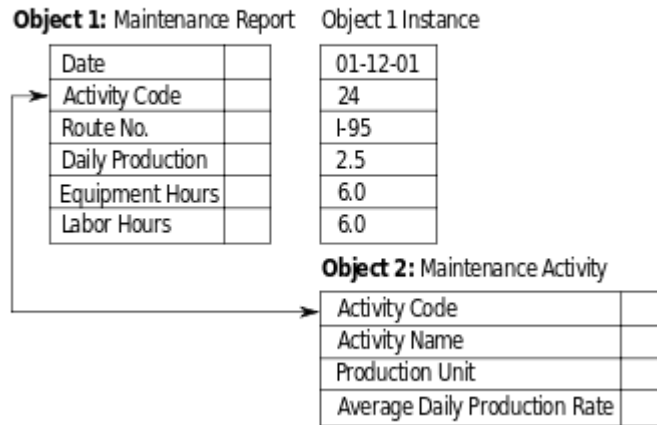 Object 1: Maintenance Report Object 1 Instance
Date 01-12-01
Activity Code 24
Route No. I-95
Daily Production 2.5
Equipment Hours 6.0
Labor Hours 6.0
Object 2: Maintenance Activity
Activity Code
Activity Name
Production Unit
Average Daily Production Rate